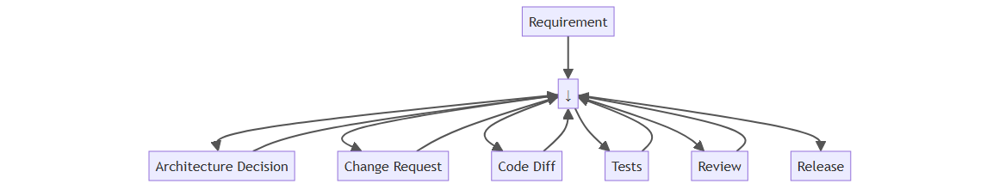 Requirement
↓
Architecture Decision
Change Request
Code Diff
Tests
Review
Release